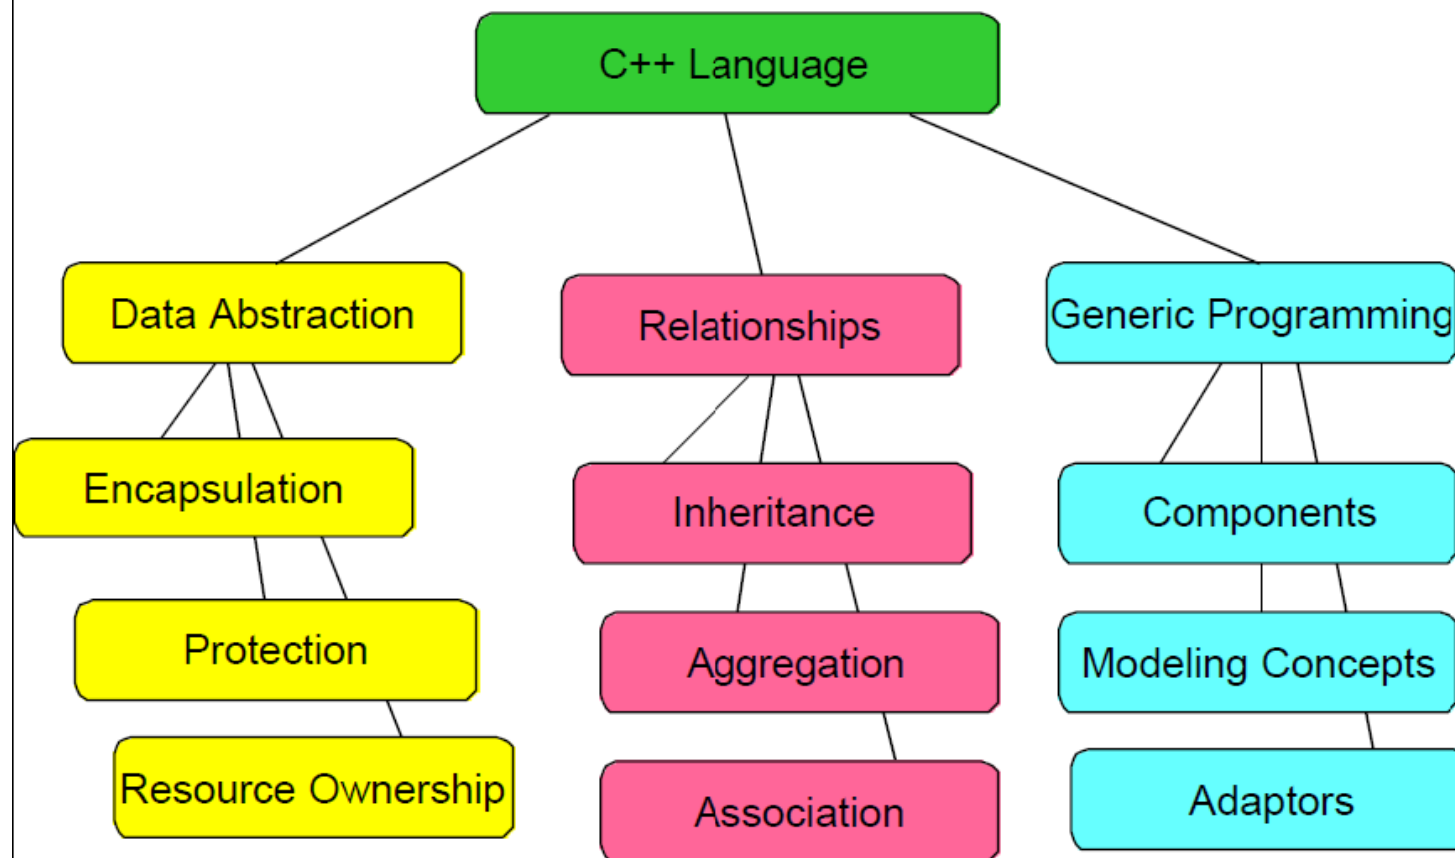 C++ Language
Data Abstraction
Relationships
Generic Programming
Encapsulation
Inheritance
Components
Protection
Aggregation
Modeling Concepts
Resource Ownership
Association
Adaptors